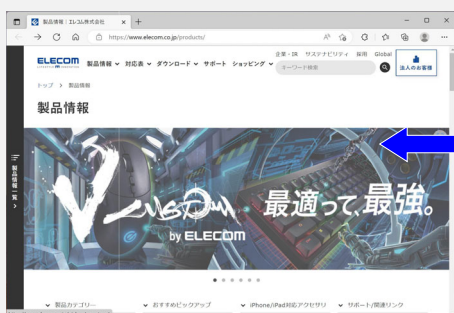 製品情報 : エレコム株式会社
https://www.elecom.co.jp/products/
企業・IR サステナビリティ 採用 Global
ELECOM
製品情報 対応表 ダウンロード サポート ショッピング
キーワード検索
法人のお客様
トップ > 製品情報
製品情報
製品情報一覧
V CUSTOM
by ELECOM
最適って、最強。
製品カテゴリー おすすめピックアップ iPhone/iPad対応アクセサリ サポート/関連リンク